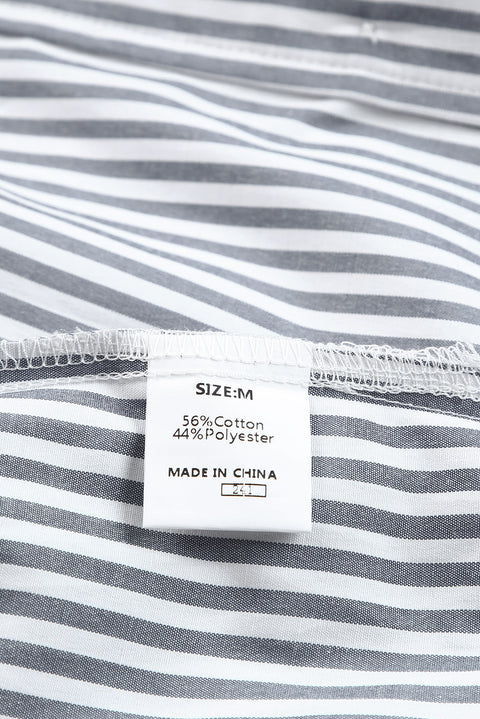 SIZE:M
56%Cotton
44%Polyester
MADE IN CHINA
241